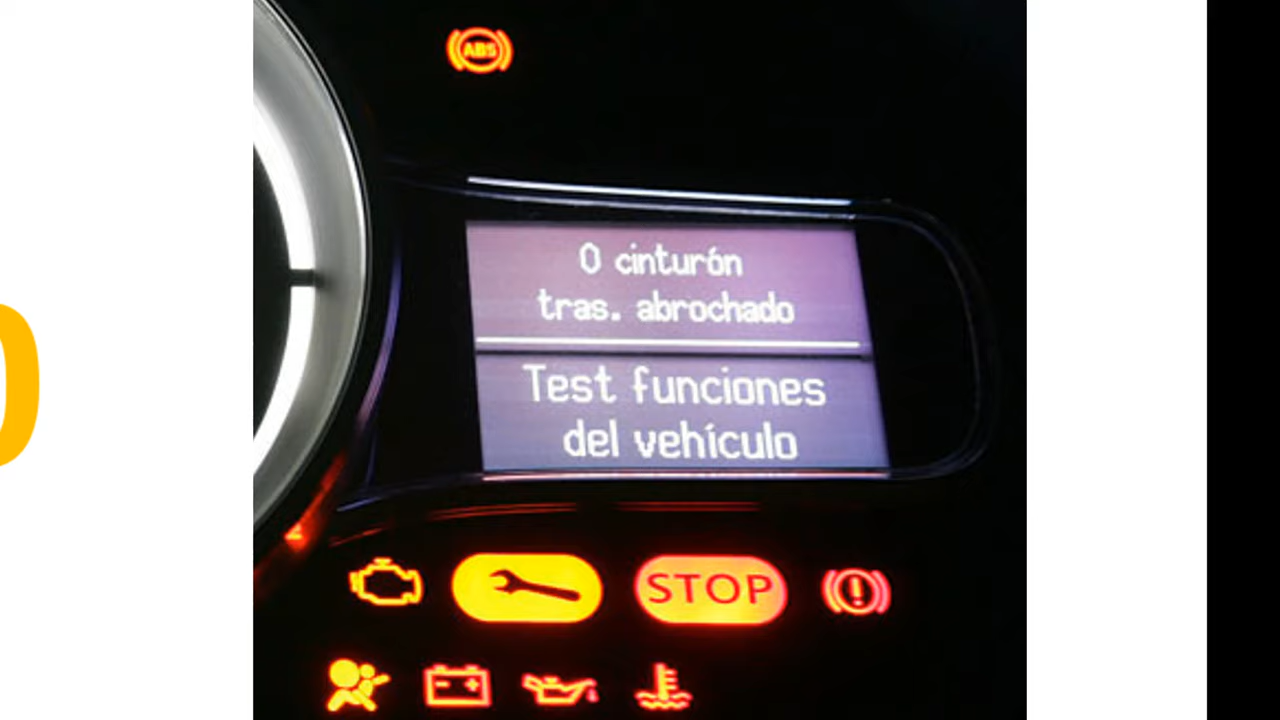 ABS
0 cinturón
tras. abrochado
Test funciones
del vehículo
STOP